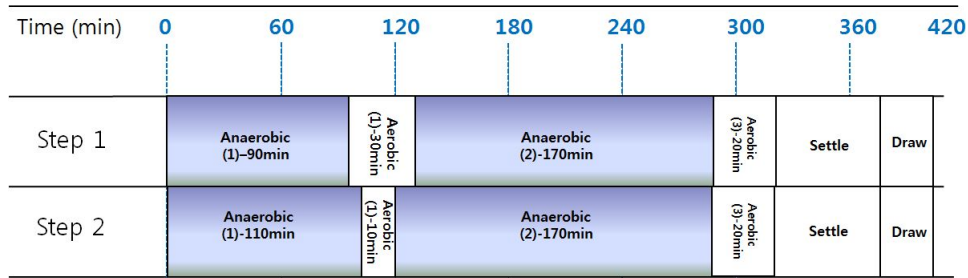 Time (min) 0 60 120 180 240 300 360 420
Step 1
Anaerobic
(1)–90min
Aerobic
(1)-30min
Anaerobic
(2)-170min
Aerobic
(3)-20min
Settle
Draw
Step 2
Anaerobic
(1)-110min
Aerobic
(1)-10min
Anaerobic
(2)-170min
Aerobic
(3)-20min
Settle
Draw